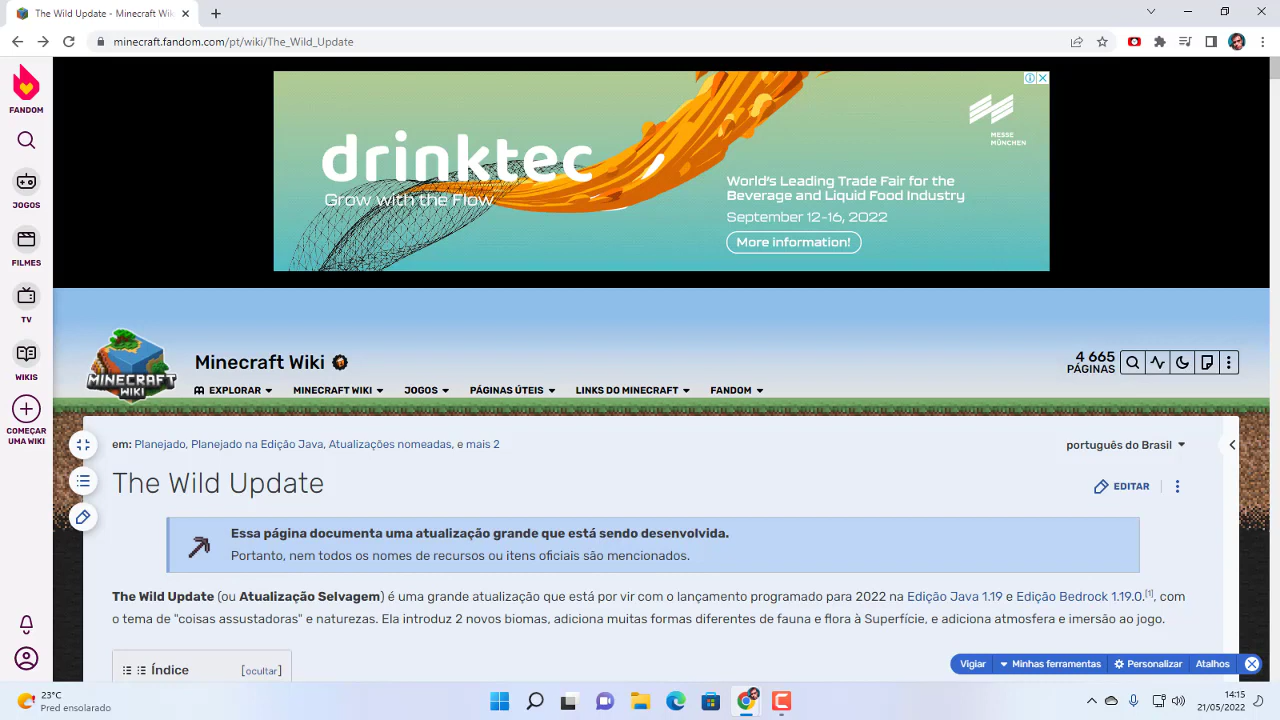 The Wild Update - Minecraft Wik
minecraft.fandom.com/pt/wiki/The_Wild_Update
FANDOM
JOGOS
FILMES
TV
WIKIS
COMEÇAR
UMA WIKI
drinktec
Grow with the Flow
World's Leading Trade Fair for the
Beverage and Liquid Food Industry
September 12-16, 2022
More information!
MESSE
MÜNCHEN
MINECRAFT
WIKI
Minecraft Wiki
4 665
PÁGINAS
EXPLORAR MINECRAFT WIKI JOGOS PÁGINAS ÚTEIS LINKS DO MINECRAFT FANDOM
em: Planejado, Planejado na Edição Java, Atualizações nomeadas, e mais 2
português do Brasil
The Wild Update
EDITAR
Essa página documenta uma atualização grande que está sendo desenvolvida.
Portanto, nem todos os nomes de recursos ou itens oficiais são mencionados.
The Wild Update (ou Atualização Selvagem) é uma grande atualização que está por vir com o lançamento programado para 2022 na Edição Java 1.19 e Edição Bedrock 1.19.0.[1], com
o tema de "coisas assustadoras" e naturezas. Ela introduz 2 novos biomas, adiciona muitas formas diferentes de fauna e flora à Superfície, e adiciona atmosfera e imersão ao jogo.
Índice [ocultar]
Vigiar Minhas ferramentas Personalizar Atalhos
23°C
Pred ensolarado
14:15
21/05/2022